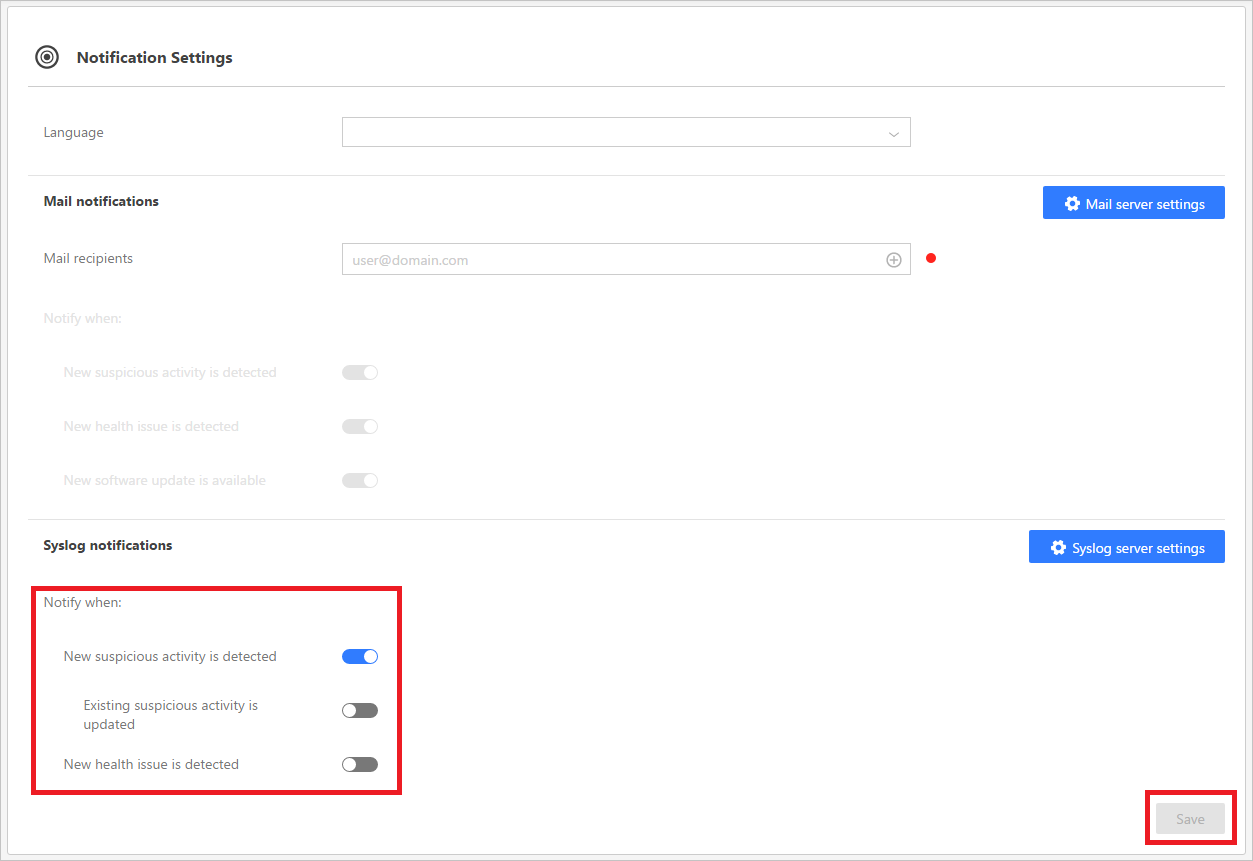 Notification Settings
Language
Mail notifications
Mail server settings
Mail recipients
user@domain.com
Notify when:
New suspicious activity is detected
New health issue is detected
New software update is available
Syslog notifications
Syslog server settings
Notify when:
New suspicious activity is detected
Existing suspicious activity is
updated
New health issue is detected
Save